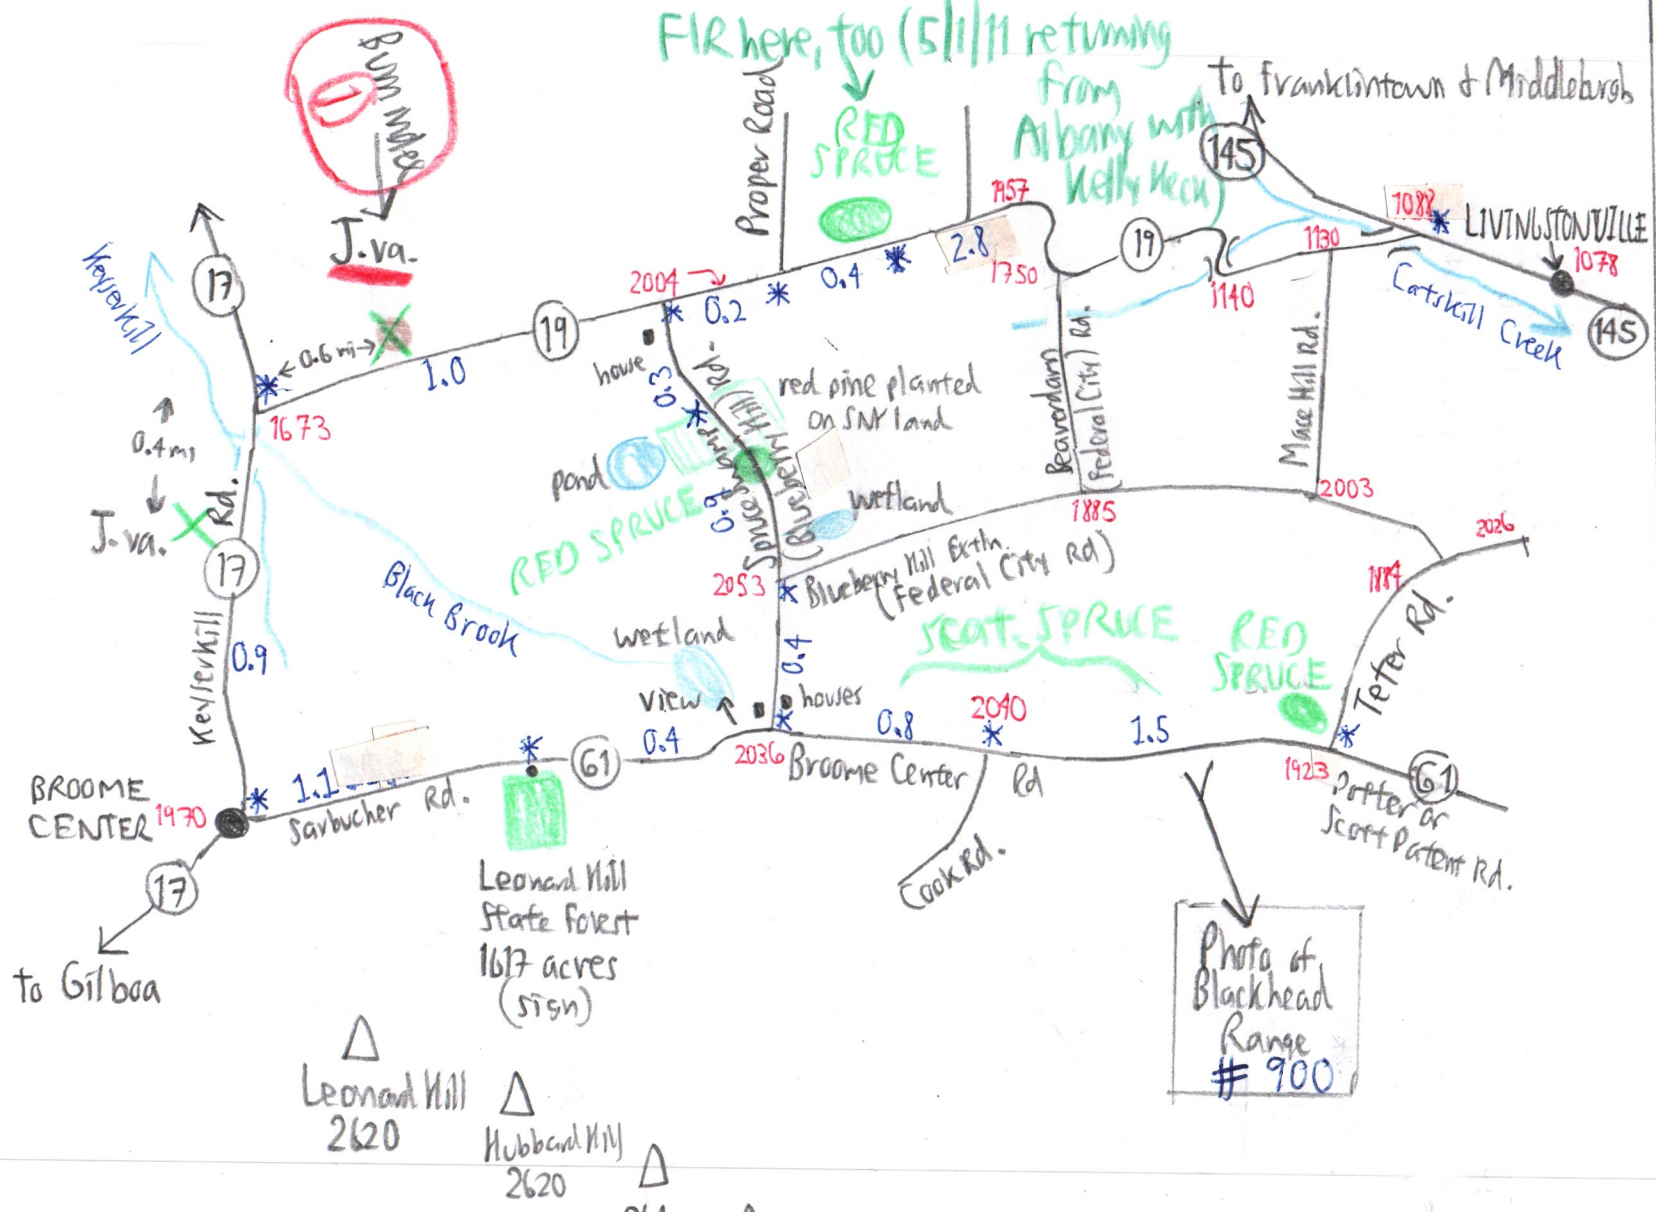 FIR here, too (5/1/11 returning
from
Albany with
Kelly Keck)
To Franklintown & Middleburgh
145
RED
SPRUCE
Proper Road
1957
1088
LIVINGSTONVILLE
1078
145
19
1130
1140
Catskill Creek
2.8
1750
J.va.
Keyserkill
17
2004
0.2
0.4
19
house
0.6 mi
1.0
1673
0.4 mi
J.va.
Rd.
17
Keyserkill
0.9
0.3
red pine planted
on SNY land
pond
RED SPRUCE
0.9
Spruce Swamp Rd.
(Blueberry Hill)
wetland
Beaverdam
(Federal City) Rd.
Mace Hill Rd.
1885
2003
2026
1884
Teter Rd.
2053
Blueberry Hill Extn.
(Federal City Rd)
Black Brook
wetland
view
0.4
houses
scat. SPRUCE
RED
SPRUCE
BROOME
CENTER
1970
1.1
Sarbucher Rd.
61
0.4
2036
Broome Center Rd
0.8
2040
1.5
1923
61
Potter or
Scott Patent Rd.
Cook Rd.
17
to Gilboa
Leonard Hill
State Forest
1617 acres
(sign)
Photo of
Blackhead
Range
# 900
Leonard Hill
2620
Hubbard Hill
2620